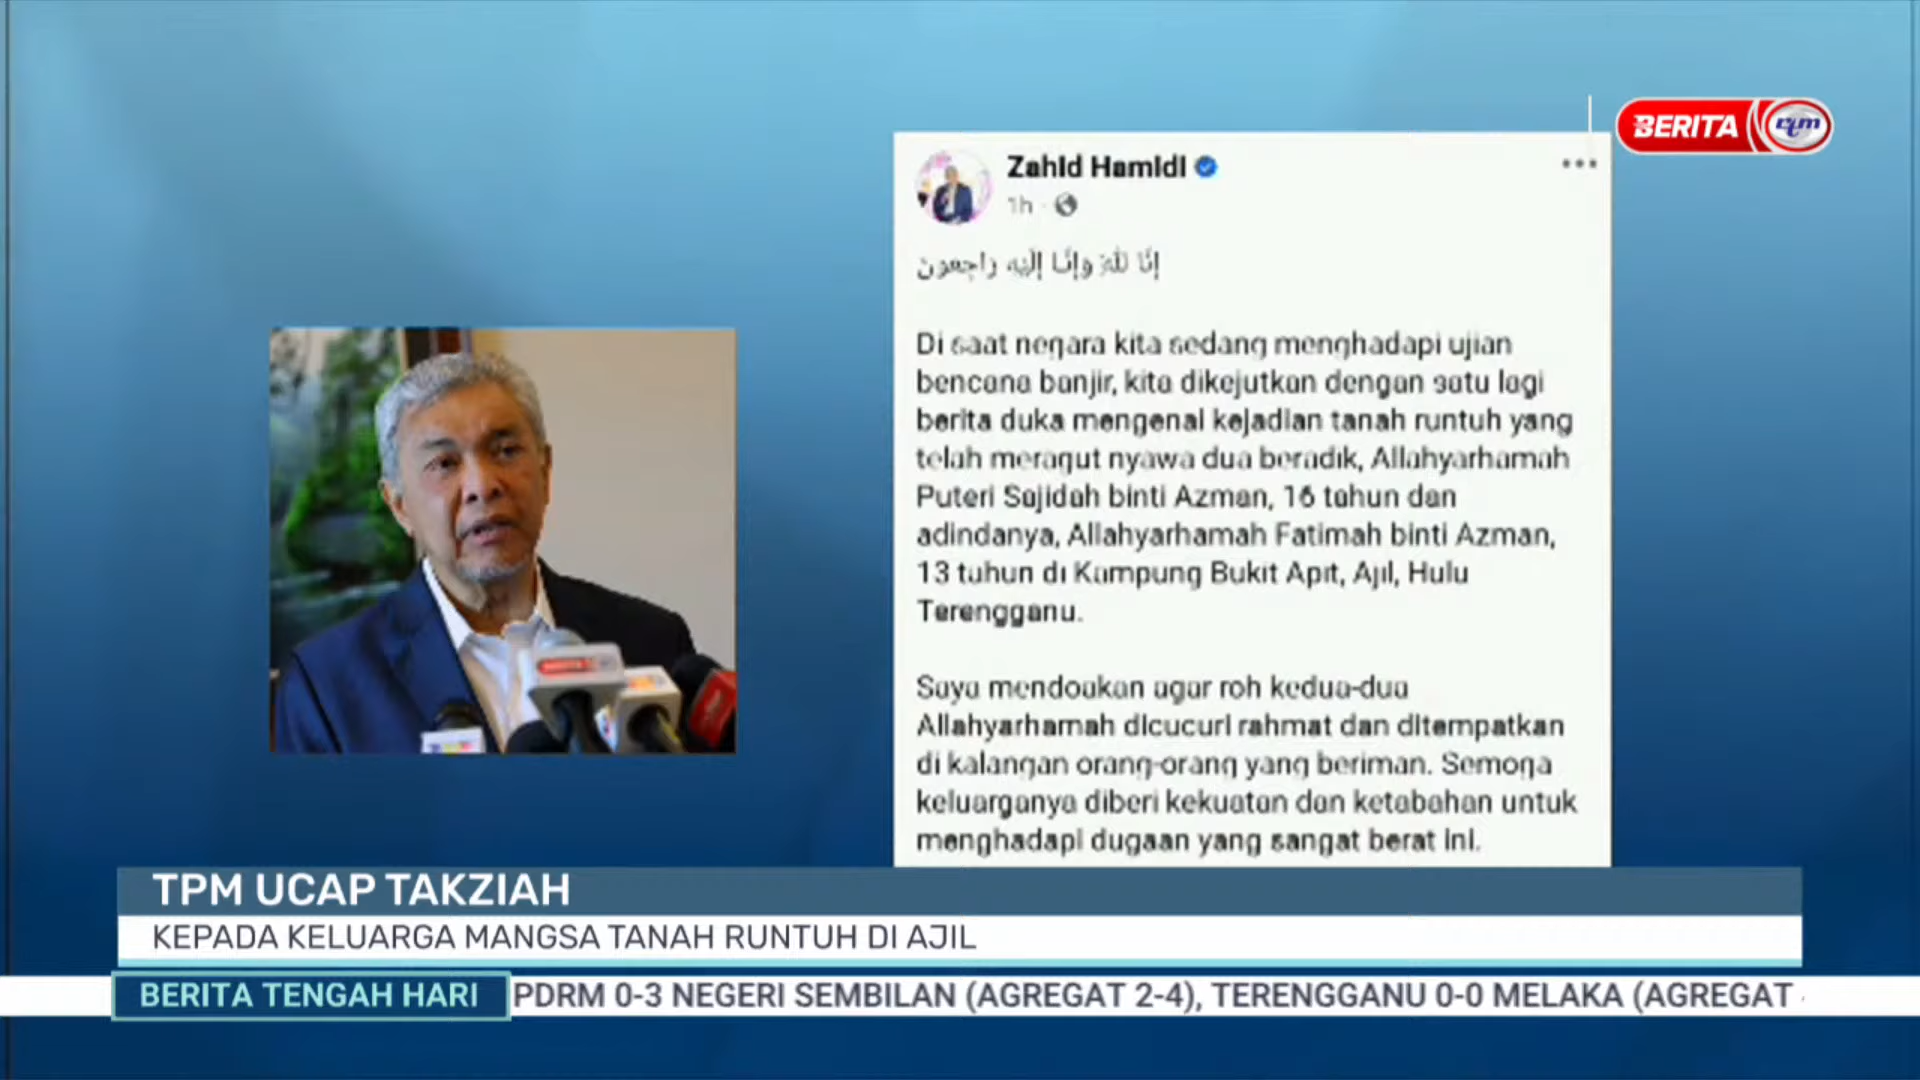 BERITA rtm
Zahid Hamidi
1h
إنا لله وإنا إليه راجعون
Di saat negara kita sedang menghadapi ujian
bencana banjir, kita dikejutkan dengan satu lagi
berita duka mengenai kejadian tanah runtuh yang
telah meragut nyawa dua beradik, Allahyarhamah
Puteri Sajidah binti Azman, 16 tahun dan
adindanya, Allahyarhamah Fatimah binti Azman,
13 tahun di Kampung Bukit Apit, Ajil, Hulu
Terengganu.
Saya mendoakan agar roh kedua-dua
Allahyarhamah dicucuri rahmat dan ditempatkan
di kalangan orang-orang yang beriman. Semoga
keluarganya diberi kekuatan dan ketabahan untuk
menghadapi dugaan yang sangat berat ini.
BERITA
TPM UCAP TAKZIAH
KEPADA KELUARGA MANGSA TANAH RUNTUH DI AJIL
BERITA TENGAH HARI PDRM 0-3 NEGERI SEMBILAN (AGREGAT 2-4), TERENGGANU 0-0 MELAKA (AGREGAT